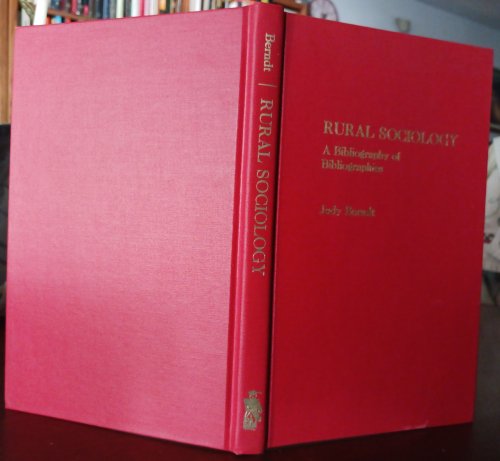 Berndt | RURAL SOCIOLOGY
RURAL SOCIOLOGY
A Bibliography of
Bibliographies
Judy Berndt